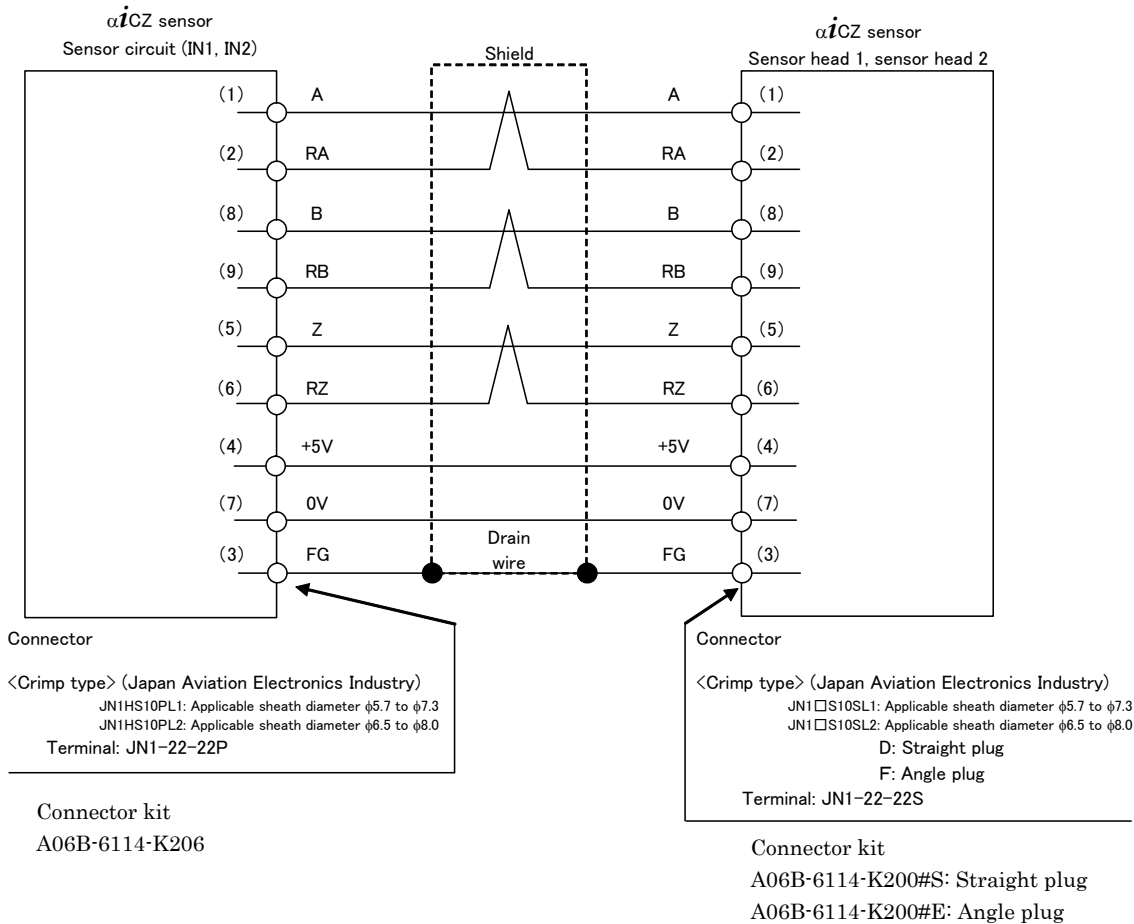 αiCZ sensor
Sensor circuit (IN1, IN2)
αiCZ sensor
Sensor head 1, sensor head 2
Shield
(1) A A (1)
(2) RA RA (2)
(8) B B (8)
(9) RB RB (9)
(5) Z Z (5)
(6) RZ RZ (6)
(4) +5V +5V (4)
(7) 0V 0V (7)
(3) FG FG (3)
Drain
wire
Connector
<Crimp type> (Japan Aviation Electronics Industry)
JN1HS10PL1: Applicable sheath diameter φ5.7 to φ7.3
JN1HS10PL2: Applicable sheath diameter φ6.5 to φ8.0
Terminal: JN1-22-22P
Connector kit
A06B-6114-K206
Connector
<Crimp type> (Japan Aviation Electronics Industry)
JN1□S10SL1: Applicable sheath diameter φ5.7 to φ7.3
JN1□S10SL2: Applicable sheath diameter φ6.5 to φ8.0
D: Straight plug
F: Angle plug
Terminal: JN1-22-22S
Connector kit
A06B-6114-K200#S: Straight plug
A06B-6114-K200#E: Angle plug